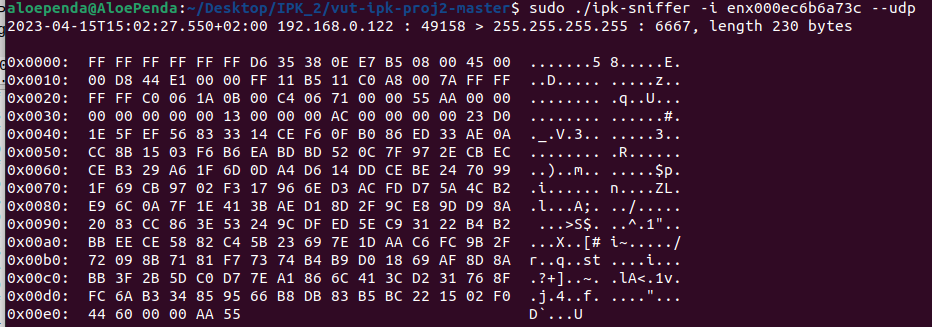 aloependa@AloePenda:~/Desktop/IPK_2/vut-ipk-proj2-master$ sudo ./ipk-sniffer -i enx000ec6b6a73c --udp
2023-04-15T15:02:27.550+02:00 192.168.0.122 : 49158 > 255.255.255.255 : 6667, length 230 bytes
0x0000:  FF FF FF FF FF FF D6 35 38 0E E7 B5 08 00 45 00  .......5 8.....E.
0x0010:  00 D8 44 E1 00 00 FF 11 B5 11 C0 A8 00 7A FF FF  ..D..... .....z..
0x0020:  FF FF C0 06 1A 0B 00 C4 06 71 00 00 55 AA 00 00  ........ .q..U...
0x0030:  00 00 00 00 00 13 00 00 00 AC 00 00 00 00 23 D0  ........ ......#.
0x0040:  1E 5F EF 56 83 33 14 CE F6 0F B0 86 ED 33 AE 0A  ._.V.3.. .....3..
0x0050:  CC 8B 15 03 F6 B6 EA BD BD 52 0C 7F 97 2E CB EC  ........ .R......
0x0060:  CE B3 29 A6 1F 6D 0D A4 D6 14 DD CE BE 24 70 99  ..)..m.. .....$p.
0x0070:  1F 69 CB 97 02 F3 17 96 6E D3 AC FD D7 5A 4C B2  .i...... n....ZL.
0x0080:  E9 6C 0A 7F 1E 41 3B AE D1 8D 2F 9C E8 9D D9 8A  .l...A;. ../.....
0x0090:  20 83 CC 86 3E 53 24 9C DF ED 5E C9 31 22 B4 B2   ...>S$. ..^.1"..
0x00a0:  BB EE CE 58 82 C4 5B 23 69 7E 1D AA C6 FC 9B 2F  ...X..[# i~...../
0x00b0:  72 09 8B 71 81 F7 73 74 B4 B9 D0 18 69 AF 8D 8A  r..q..st ....i...
0x00c0:  BB 3F 2B 5D C0 D7 7E A1 86 6C 41 3C D2 31 76 8F  .?+]..~. .lA<.1v.
0x00d0:  FC 6A B3 34 85 95 66 B8 DB 83 B5 BC 22 15 02 F0  .j.4..f. ...."...
0x00e0:  44 60 00 00 AA 55  D`...U